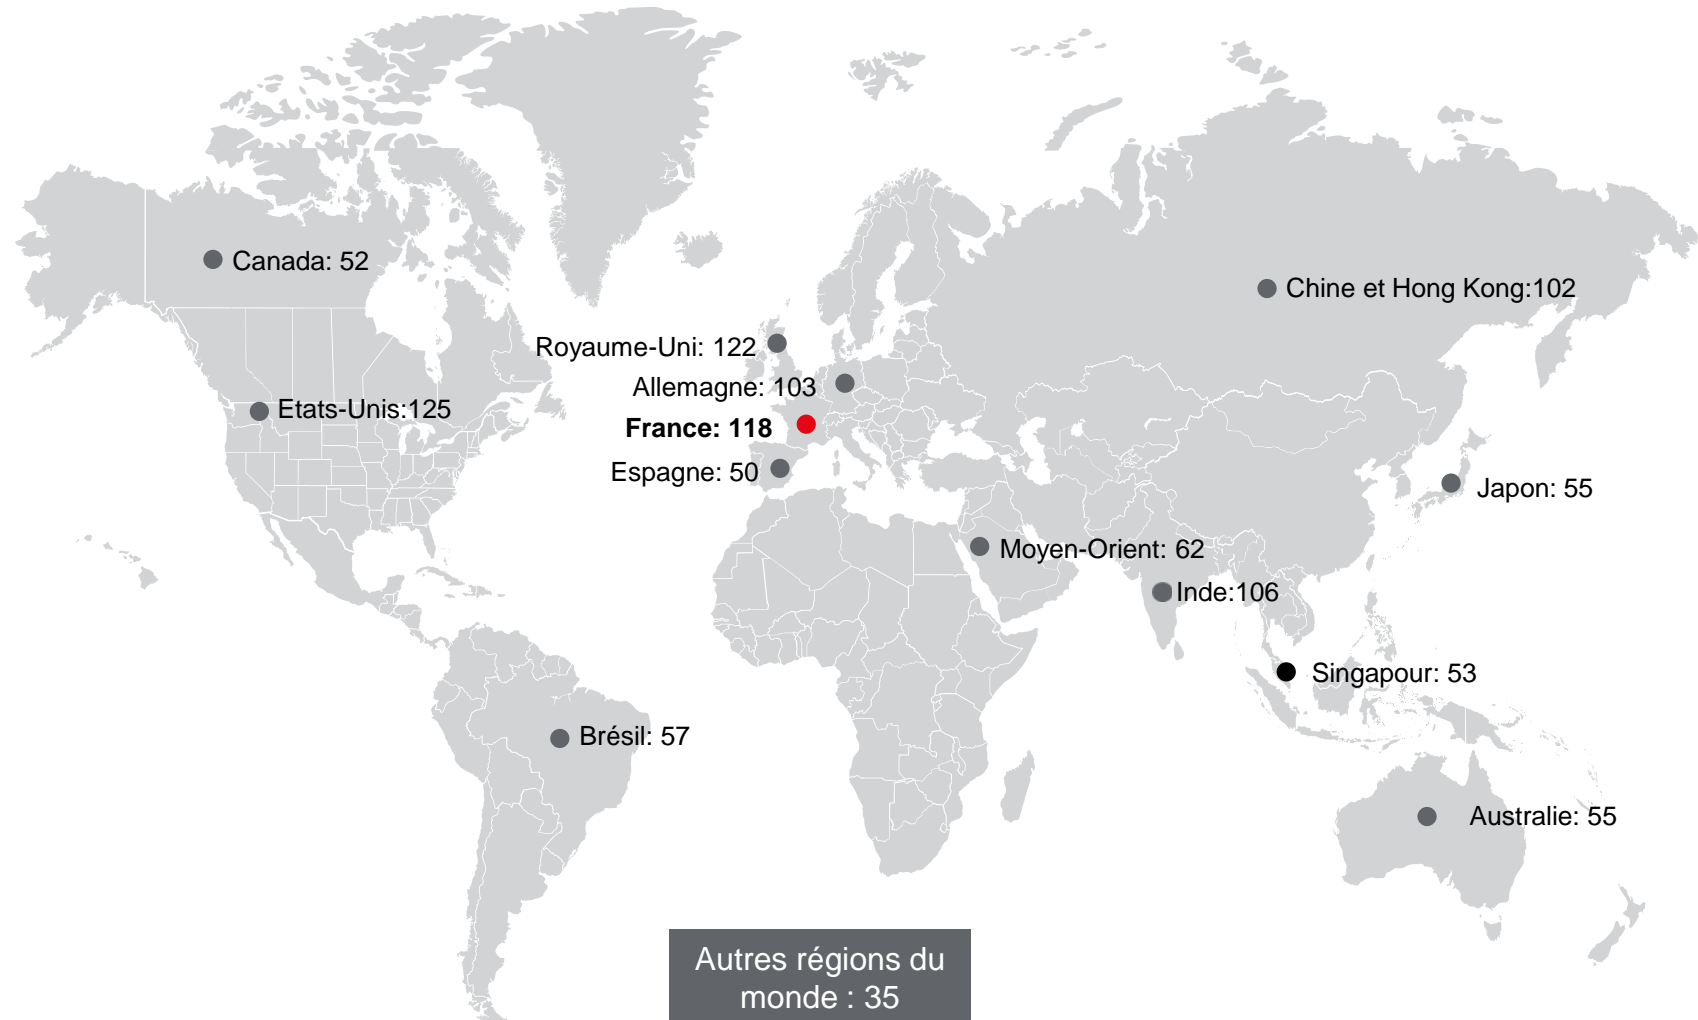 Canada: 52
Chine et Hong Kong:102
Royaume-Uni: 122
Allemagne: 103
Etats-Unis:125
France: 118
Espagne: 50
Japon: 55
Moyen-Orient: 62
Inde:106
Singapour: 53
Brésil: 57
Australie: 55
Autres régions du
monde : 35